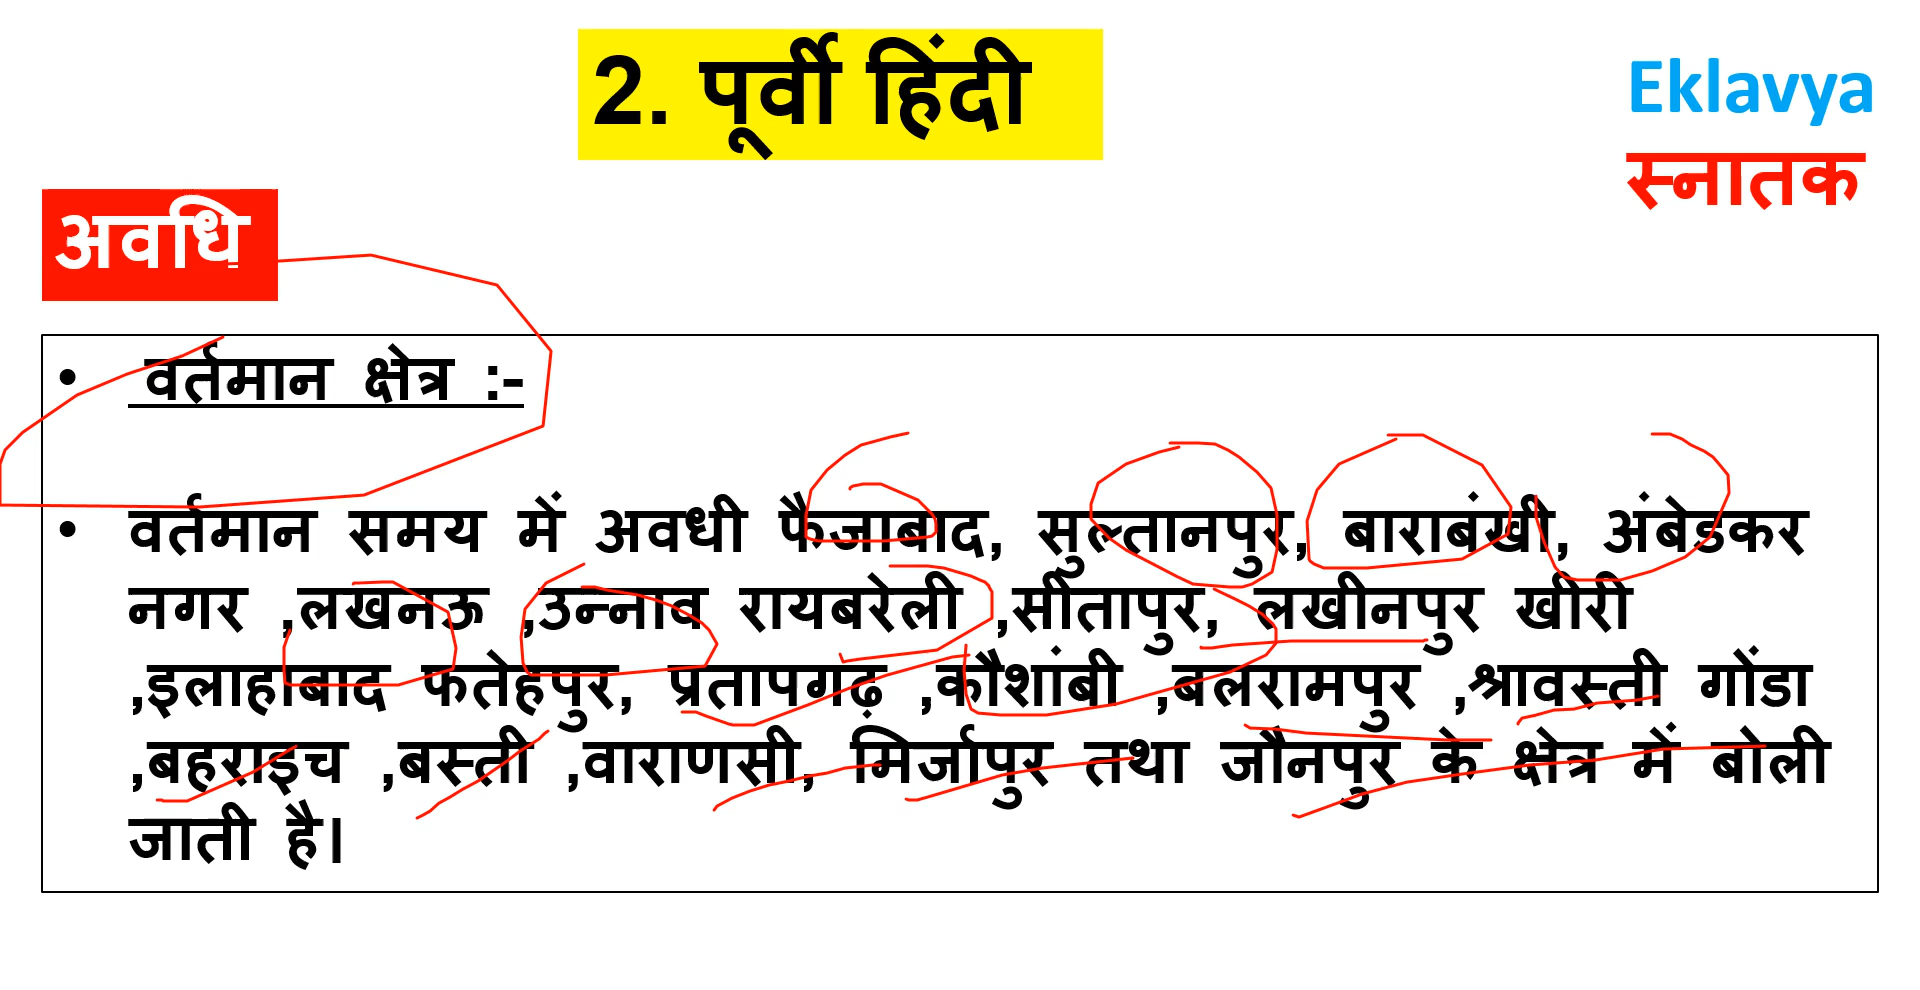 2. पूर्वी हिंदी
Eklavya
स्नातक
अवधि
• वर्तमान क्षेत्र :-
• वर्तमान समय में अवधी फैजाबाद, सुल्तानपुर, बाराबंखी, अंबेडकर
नगर ,लखनऊ ,उन्नाव रायबरेली ,सीतापुर, लखीनपुर खीरी
,इलाहाबाद फतेहपुर, प्रतापगढ़ ,कौशांबी ,बलरामपुर ,श्रावस्ती गोंडा
,बहराइच ,बस्ती ,वाराणसी, मिर्जापुर तथा जौनपुर के क्षेत्र में बोली
जाती है।